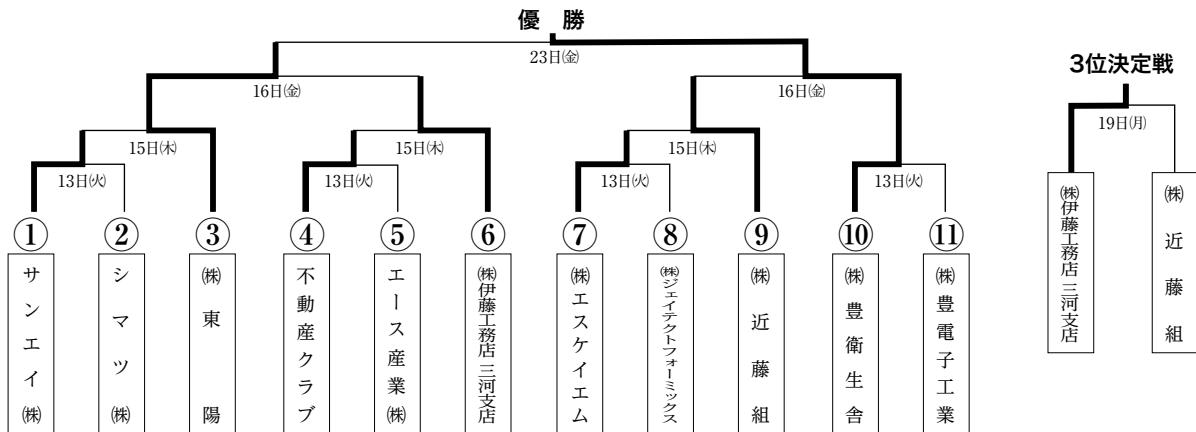 優 勝
23日㈮
3位決定戦
16日㈮
16日㈮
19日㈪
15日㈭
15日㈭
15日㈭
13日㈫
13日㈫
13日㈫
13日㈫
①
②
③
④
⑤
⑥
⑦
⑧
⑨
⑩
⑪
サンエイ㈱
シマツ㈱
㈱東陽
不動産クラブ
エース産業㈱
㈱伊藤工務店 三河支店
㈱エスケイエム
㈱ジェイテクトフォーミックス
㈱近藤組
㈱豊衛生舎
㈱豊電子工業
㈱伊藤工務店 三河支店
㈱近藤組